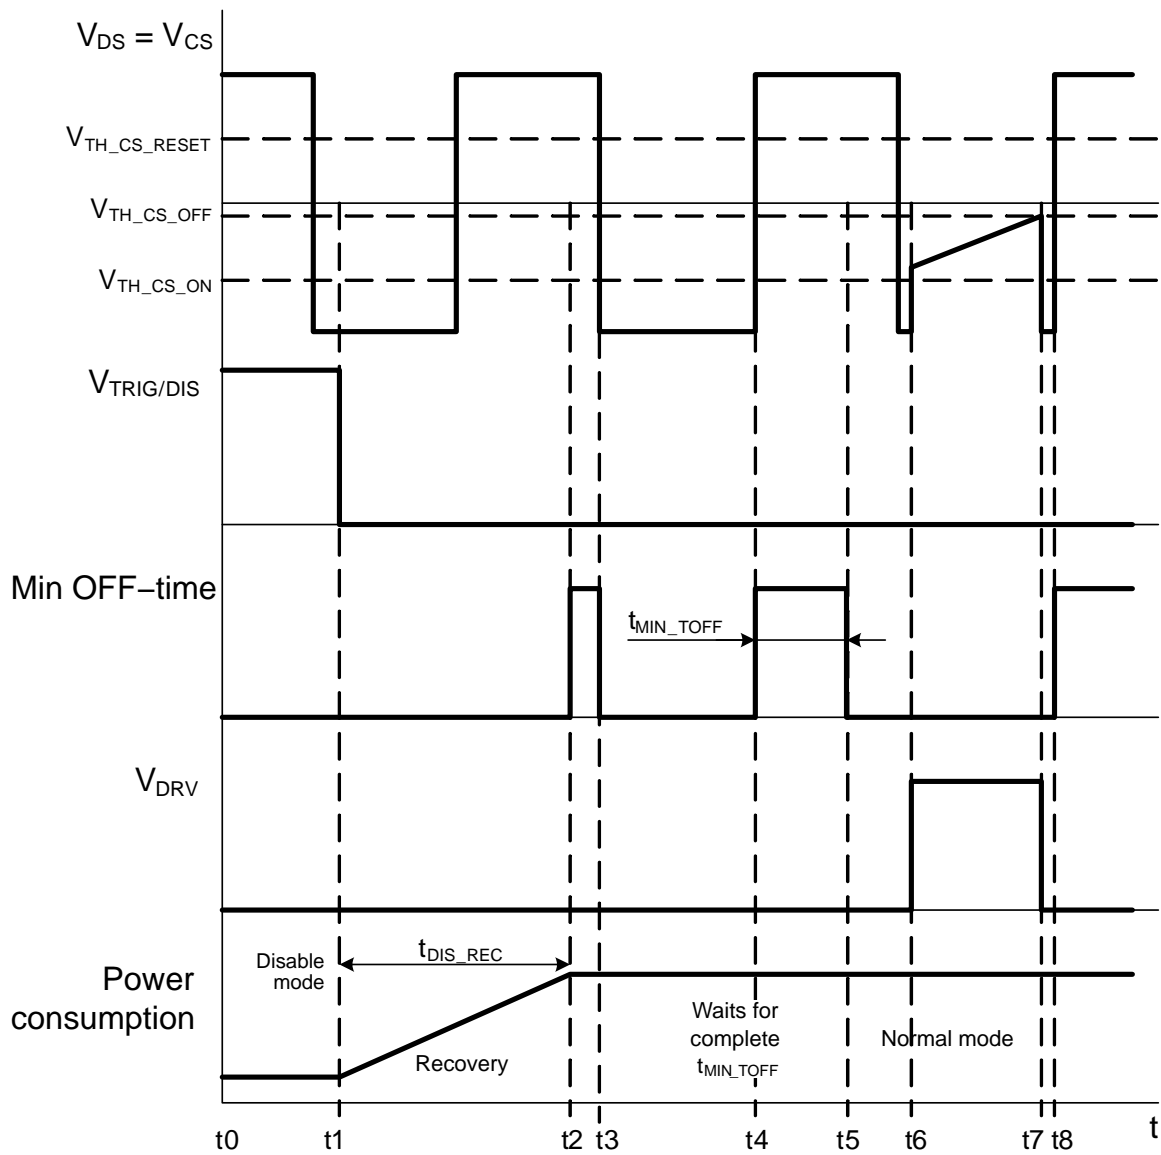 VDS = VCS
VTH_CS_RESET
VTH_CS_OFF
VTH_CS_ON
VTRIG/DIS
Min OFF−time
tMIN_TOFF
VDRV
Power
consumption
Disable
mode
tDIS_REC
Recovery
Waits for
complete
tMIN_TOFF
Normal mode
t0 t1 t2 t3 t4 t5 t6 t7 t8 t